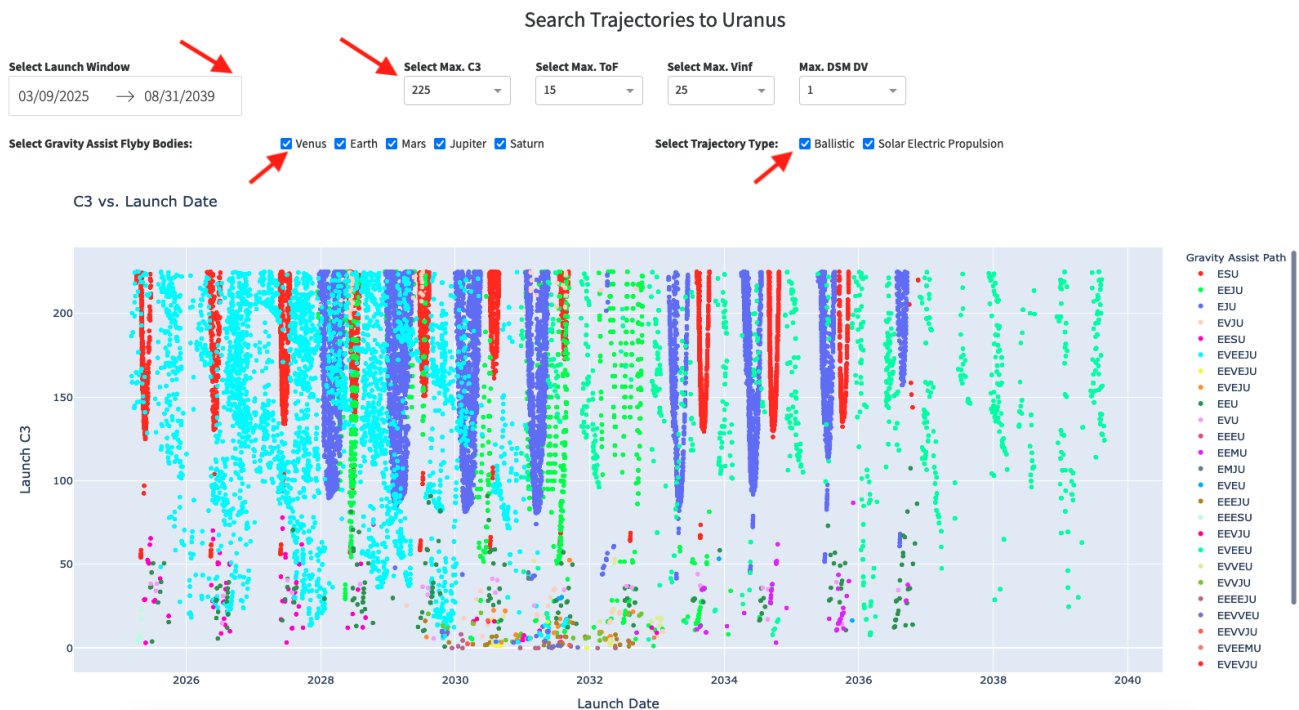 Search Trajectories to Uranus
Select Launch Window
Select Max. C3
Select Max. ToF
Select Max. Vinf
Max. DSM DV
03/09/2025 → 08/31/2039
225
15
25
1
Select Gravity Assist Flyby Bodies:
Venus
Earth
Mars
Jupiter
Saturn
Select Trajectory Type:
Ballistic
Solar Electric Propulsion
C3 vs. Launch Date
Launch C3
200
150
100
50
0
2026
2028
2030
2032
2034
2036
2038
2040
Launch Date
Gravity Assist Path
ESU
EEJU
EJU
EVJU
EESU
EVEEJU
EEVEJU
EVEJU
EEU
EVU
EEEU
EEMU
EMJU
EVEU
EEEJU
EEESU
EEVJU
EVEEU
EVVEU
EVVJU
EEEEJU
EEVVEU
EEVVJU
EVEEMU
EVEVJU